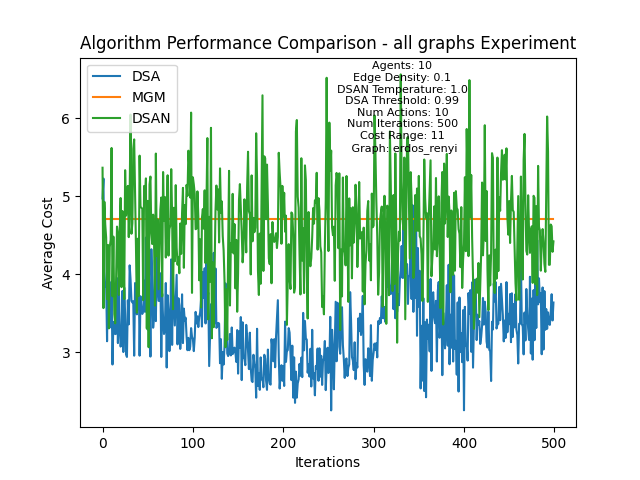 Algorithm Performance Comparison - all graphs Experiment
DSA
MGM
DSAN
Agents: 10
Edge Density: 0.1
DSAN Temperature: 1.0
DSA Threshold: 0.99
Num Actions: 10
Num Iterations: 500
Cost Range: 11
Graph: erdos_renyi
Average Cost
6
5
4
3
0 100 200 300 400 500
Iterations